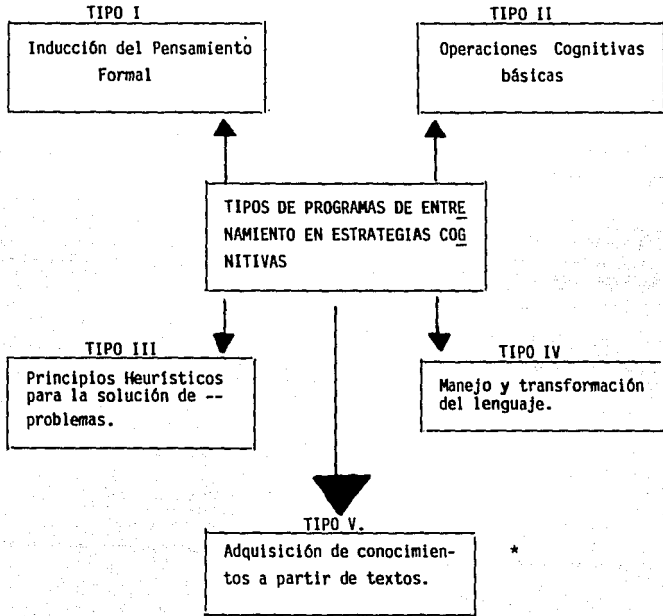 TIPO I
Inducción del Pensamiento
Formal
TIPO II
Operaciones Cognitivas
básicas
TIPOS DE PROGRAMAS DE ENTRE
NAMIENTO EN ESTRATEGIAS COG
NITIVAS
TIPO III
Principios Heurísticos
para la solución de --
problemas.
TIPO IV
Manejo y transformación
del lenguaje.
TIPO V.
Adquisición de conocimien-
tos a partir de textos.
*